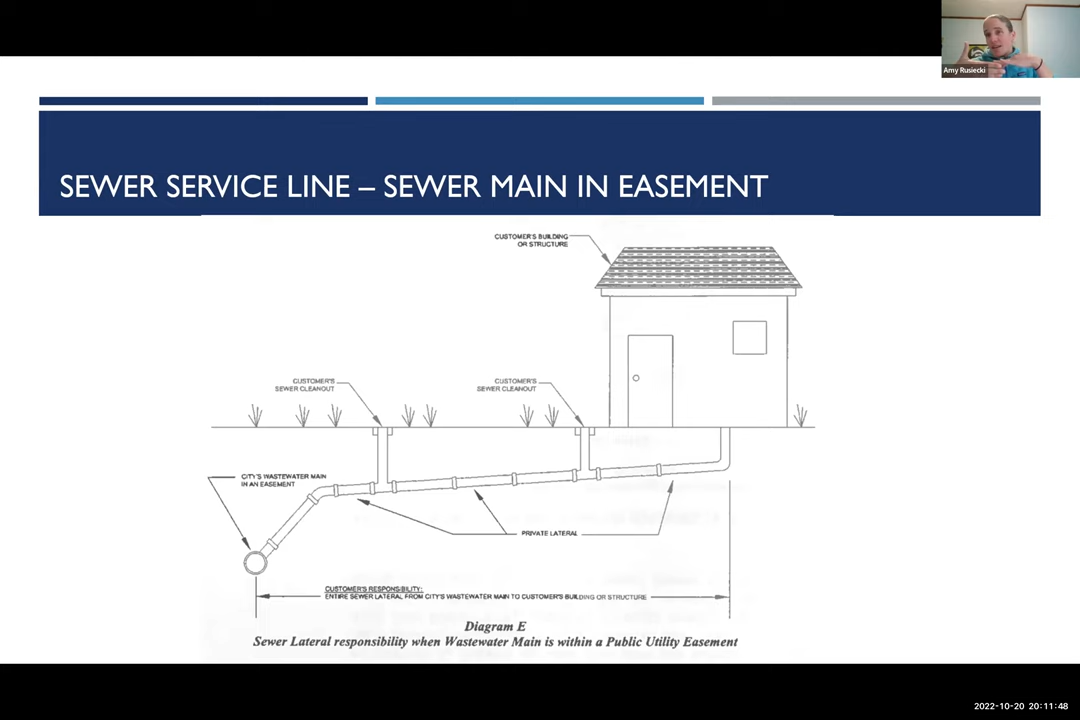 Amy Rusiecki
SEWER SERVICE LINE – SEWER MAIN IN EASEMENT
CUSTOMER'S BUILDING
OR STRUCTURE
CUSTOMER'S
SEWER CLEANOUT
CUSTOMER'S
SEWER CLEANOUT
CITY'S WASTEWATER MAIN
IN AN EASEMENT
PRIVATE LATERAL
CUSTOMER'S RESPONSIBILITY:
ENTIRE SEWER LATERAL FROM CITY'S WASTEWATER MAIN TO CUSTOMER'S BUILDING OR STRUCTURE
Diagram E
Sewer Lateral responsibility when Wastewater Main is within a Public Utility Easement
2022-10-20 20:11:48